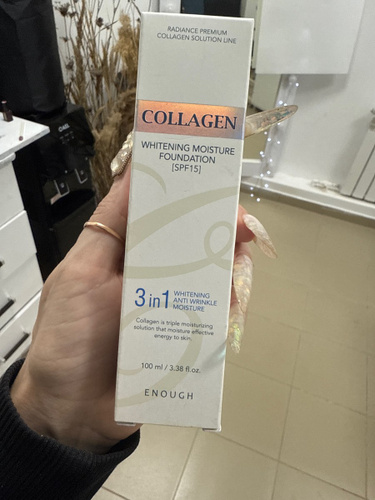 RADIANCE PREMIUM
COLLAGEN SOLUTION LINE
COLLAGEN
WHITENING MOISTURE
FOUNDATION
[SPF15]
3 in 1 WHITENING
ANTI WRINKLE
MOISTURE
Collagen is triple moisturizing
solution that moisture effective
energy to skin.
100 ml / 3.38 fl.oz.
ENOUGH